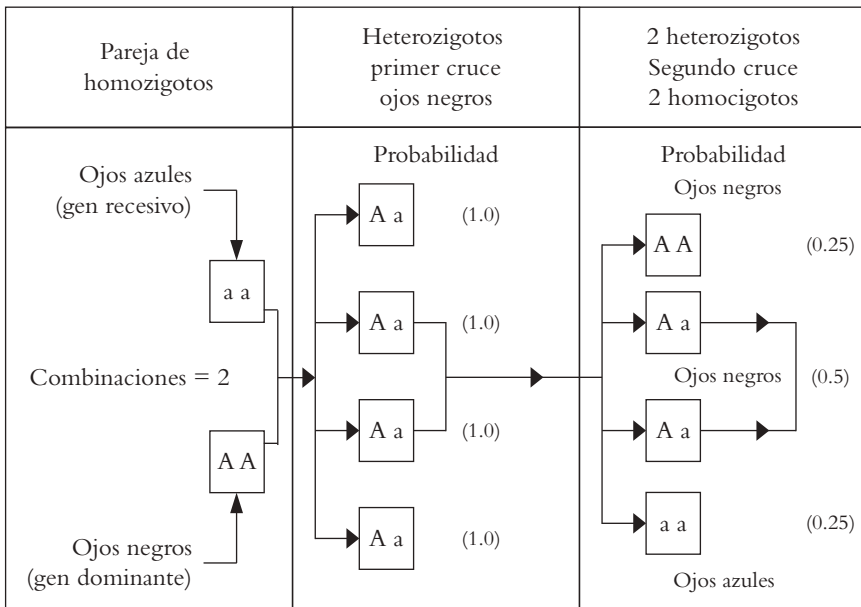 Pareja de
homozigotos
Heterozigotos
primer cruce
ojos negros
2 heterozigotos
Segundo cruce
2 homocigotos
Ojos azules
(gen recesivo)
a a
Combinaciones = 2
A A
Ojos negros
(gen dominante)
Probabilidad
A a (1.0)
A a (1.0)
A a (1.0)
A a (1.0)
Probabilidad
Ojos negros
A A (0.25)
A a
Ojos negros (0.5)
A a
a a (0.25)
Ojos azules